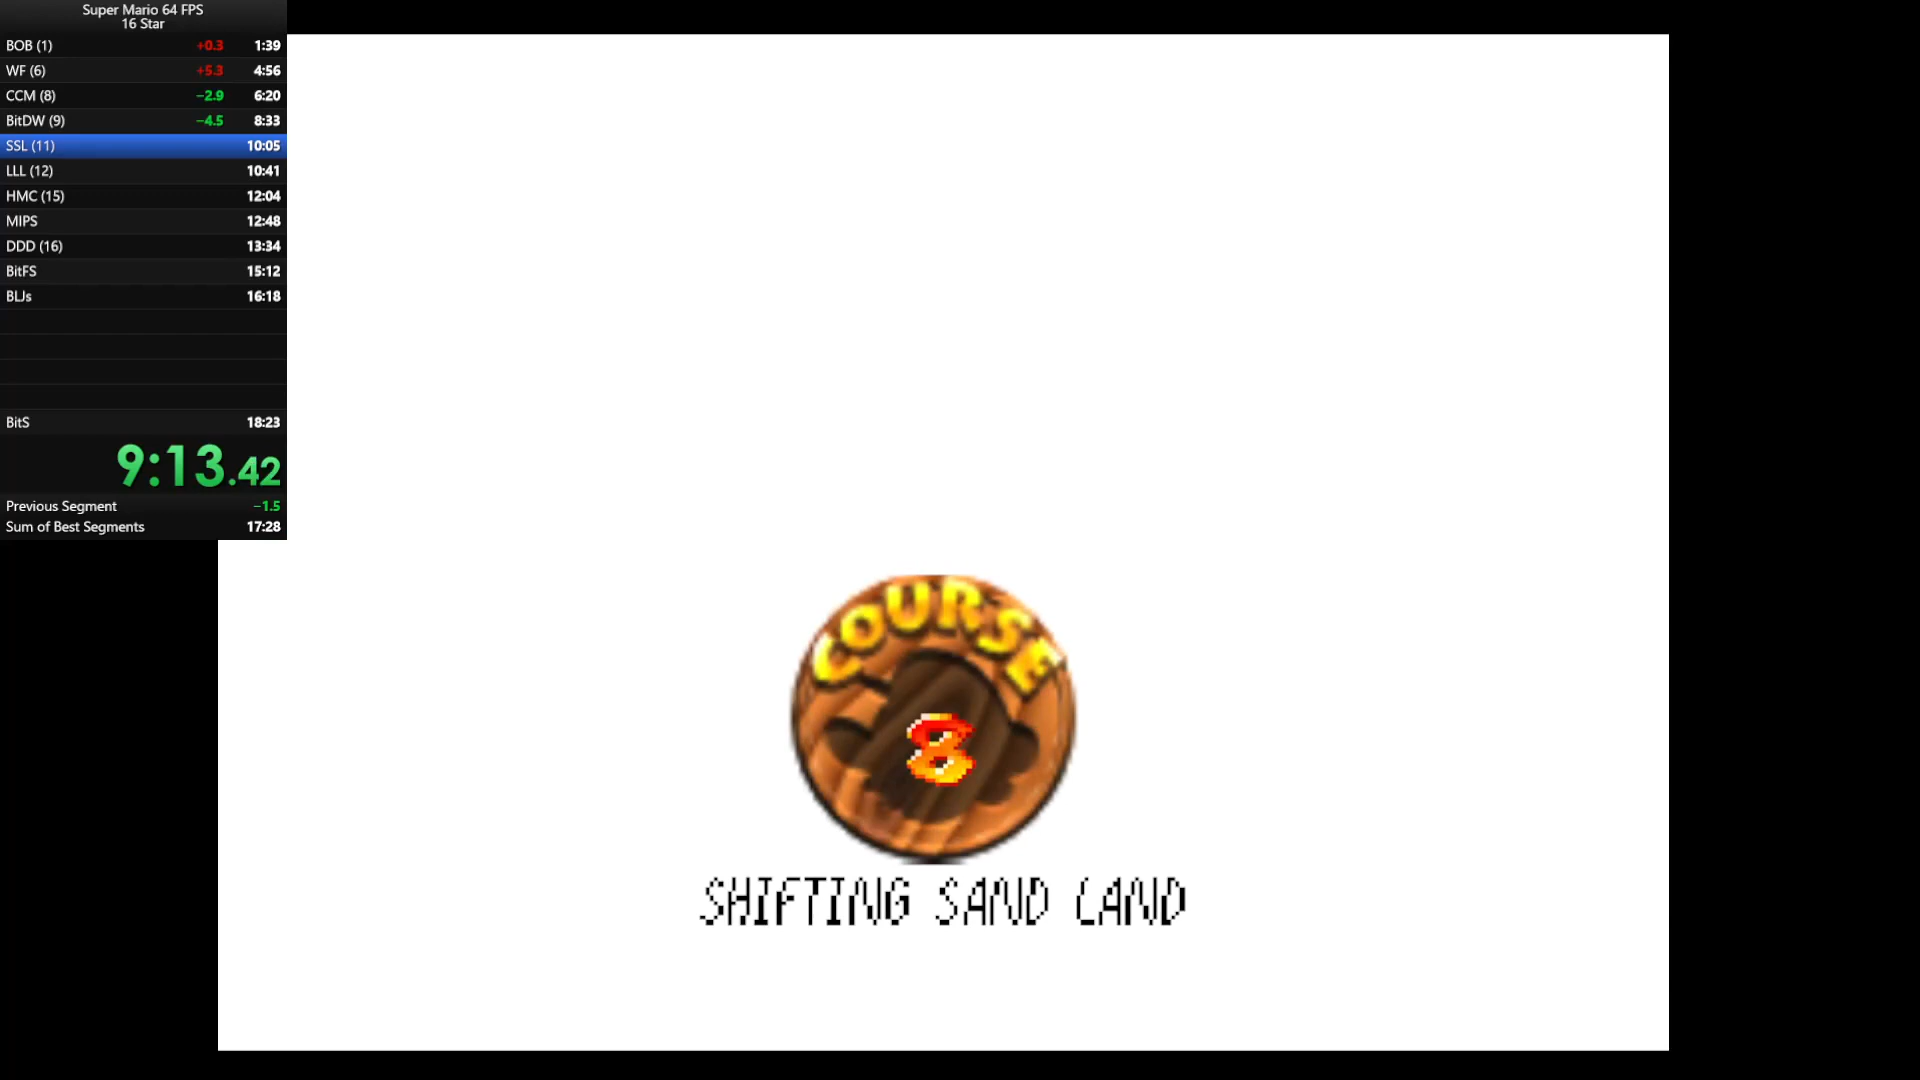 Super Mario 64 FPS
16 Star
BOB (1) +0.3 1:39
WF (6) +5.3 4:56
CCM (8) −2.9 6:20
BitDW (9) −4.5 8:33
SSL (11) 10:05
LLL (12) 10:41
HMC (15) 12:04
MIPS 12:48
DDD (16) 13:34
BitFS 15:12
BLJs 16:18
BitS 18:23
9:13.42
Previous Segment −1.5
Sum of Best Segments 17:28
COURSE
8
SHIFTING SAND LAND